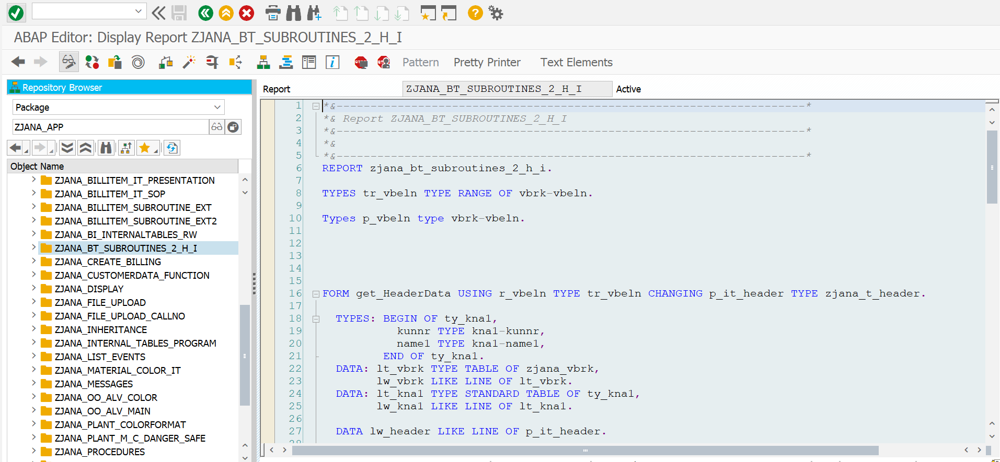 ABAP Editor: Display Report ZJANA_BT_SUBROUTINES_2_H_I
Pattern Pretty Printer Text Elements
Repository Browser
Package
ZJANA_APP
Object Name
ZJANA_BILLITEM_IT_PRESENTATION
ZJANA_BILLITEM_IT_SOP
ZJANA_BILLITEM_SUBROUTINE_EXT
ZJANA_BILLITEM_SUBROUTINE_EXT2
ZJANA_BI_INTERNALTABLES_RW
ZJANA_BT_SUBROUTINES_2_H_I
ZJANA_CREATE_BILLING
ZJANA_CUSTOMERDATA_FUNCTION
ZJANA_DISPLAY
ZJANA_FILE_UPLOAD
ZJANA_FILE_UPLOAD_CALLNO
ZJANA_INHERITANCE
ZJANA_INTERNAL_TABLES_PROGRAM
ZJANA_LIST_EVENTS
ZJANA_MATERIAL_COLOR_IT
ZJANA_MESSAGES
ZJANA_OO_ALV_COLOR
ZJANA_OO_ALV_MAIN
ZJANA_PLANT_COLORFORMAT
ZJANA_PLANT_M_C_DANGER_SAFE
ZJANA_PROCEDURES
Report ZJANA_BT_SUBROUTINES_2_H_I Active
1 *&---------------------------------------------------------------------*
2 *& Report ZJANA_BT_SUBROUTINES_2_H_I
3 *&---------------------------------------------------------------------*
4 *&
5 *&---------------------------------------------------------------------*
6 REPORT zjana_bt_subroutines_2_h_i.
7
8 TYPES tr_vbeln TYPE RANGE OF vbrk-vbeln.
9
10 Types p_vbeln type vbrk-vbeln.
11
12
13
14
15
16 FORM get_HeaderData USING r_vbeln TYPE tr_vbeln CHANGING p_it_header TYPE zjana_t_header.
17
18 TYPES: BEGIN OF ty_kna1,
19 kunnr TYPE kna1-kunnr,
20 name1 TYPE kna1-name1,
21 END OF ty_kna1.
22 DATA: lt_vbrk TYPE TABLE OF zjana_vbrk,
23 lw_vbrk LIKE LINE OF lt_vbrk.
24 DATA: lt_kna1 TYPE STANDARD TABLE OF ty_kna1,
25 lw_kna1 LIKE LINE OF lt_kna1.
26
27 DATA lw_header LIKE LINE OF p_it_header.